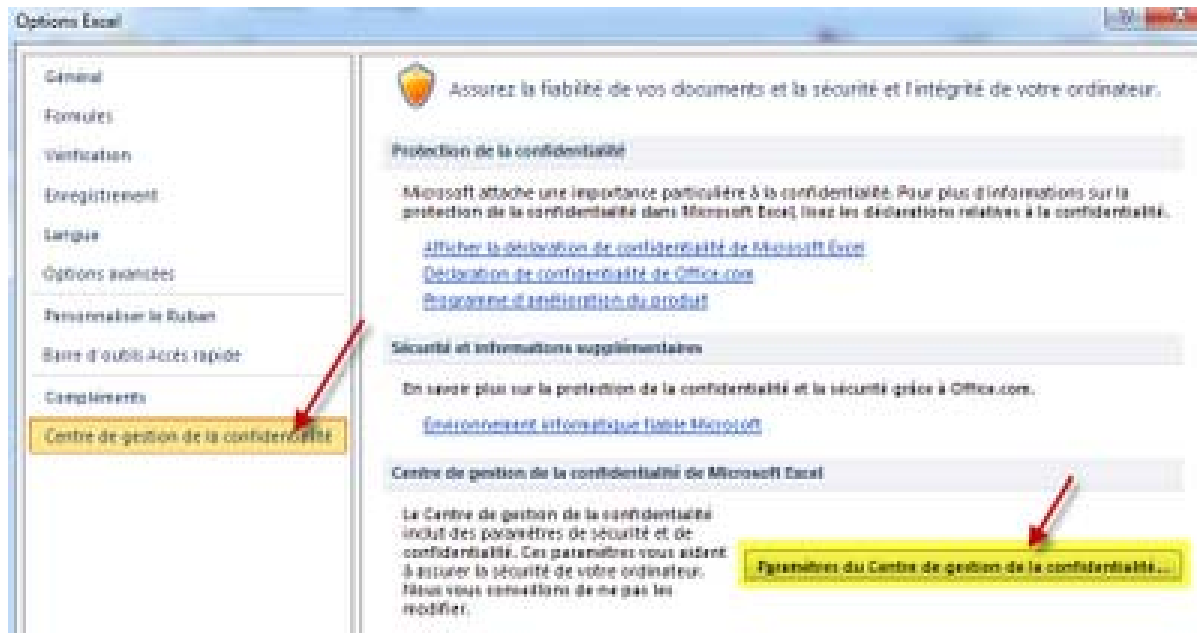 Options Excel
Général
Formules
Vérification
Enregistrement
Langue
Options avancées
Personnaliser le Ruban
Barre d'outils Accès rapide
Compléments
Centre de gestion de la confidentialité
Assurez la fiabilité de vos documents et la sécurité et l'intégrité de votre ordinateur.
Protection de la confidentialité
Microsoft attache une importance particulière à la confidentialité. Pour plus d'informations sur la
protection de la confidentialité dans Microsoft Excel, lisez les déclarations relatives à la confidentialité.
Afficher la déclaration de confidentialité de Microsoft Excel
Déclaration de confidentialité de Office.com
Programme d'amélioration du produit
Sécurité et informations supplémentaires
En savoir plus sur la protection de la confidentialité et la sécurité grâce à Office.com.
Environnement informatique fiable Microsoft
Centre de gestion de la confidentialité de Microsoft Excel
Le Centre de gestion de la confidentialité
inclut des paramètres de sécurité et de
confidentialité. Ces paramètres vous aident
à assurer la sécurité de votre ordinateur.
Nous vous conseillons de ne pas les
modifier.
Paramètres du Centre de gestion de la confidentialité...